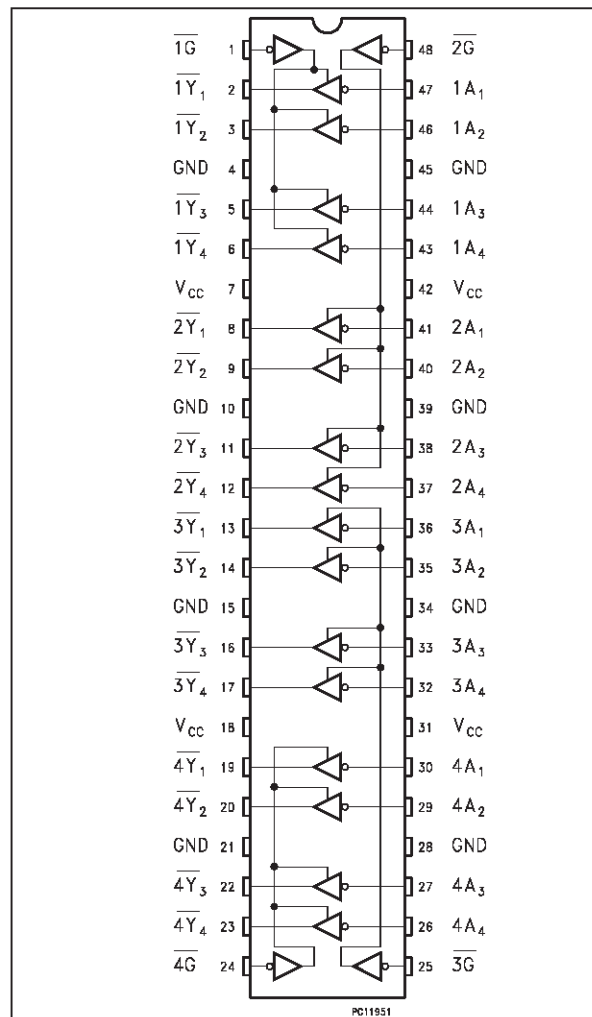 1G 1 48 2G
1Y1 2 47 1A1
1Y2 3 46 1A2
GND 4 45 GND
1Y3 5 44 1A3
1Y4 6 43 1A4
VCC 7 42 VCC
2Y1 8 41 2A1
2Y2 9 40 2A2
GND 10 39 GND
2Y3 11 38 2A3
2Y4 12 37 2A4
3Y1 13 36 3A1
3Y2 14 35 3A2
GND 15 34 GND
3Y3 16 33 3A3
3Y4 17 32 3A4
VCC 18 31 VCC
4Y1 19 30 4A1
4Y2 20 29 4A2
GND 21 28 GND
4Y3 22 27 4A3
4Y4 23 26 4A4
4G 24 25 3G
PC11951